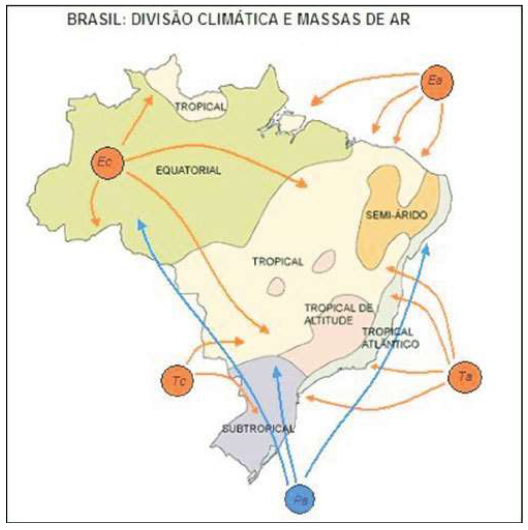 BRASIL: DIVISÃO CLIMÁTICA E MASSAS DE AR
Ea
TROPICAL
Ec
EQUATORIAL
SEMI-ÁRIDO
TROPICAL
TROPICAL DE
ALTITUDE
TROPICAL
ATLÂNTICO
Tc
Ta
SUBTROPICAL
Pa